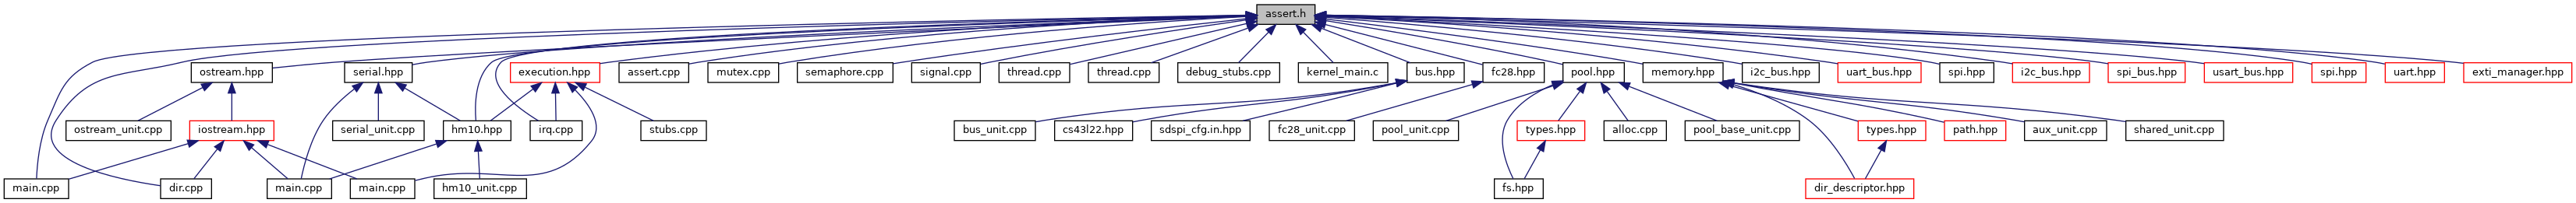 assert.h
ostream.hpp
serial.hpp
execution.hpp
assert.cpp
mutex.cpp
semaphore.cpp
signal.cpp
thread.cpp
thread.cpp
debug_stubs.cpp
kernel_main.c
bus.hpp
fc28.hpp
pool.hpp
memory.hpp
i2c_bus.hpp
uart_bus.hpp
spi.hpp
i2c_bus.hpp
spi_bus.hpp
usart_bus.hpp
spi.hpp
uart.hpp
exti_manager.hpp
ostream_unit.cpp
iostream.hpp
serial_unit.cpp
hm10.hpp
irq.cpp
stubs.cpp
bus_unit.cpp
cs43l22.hpp
sdspi_cfg.in.hpp
fc28_unit.cpp
pool_unit.cpp
types.hpp
alloc.cpp
pool_base_unit.cpp
types.hpp
path.hpp
aux_unit.cpp
shared_unit.cpp
main.cpp
dir.cpp
main.cpp
main.cpp
hm10_unit.cpp
fs.hpp
dir_descriptor.hpp